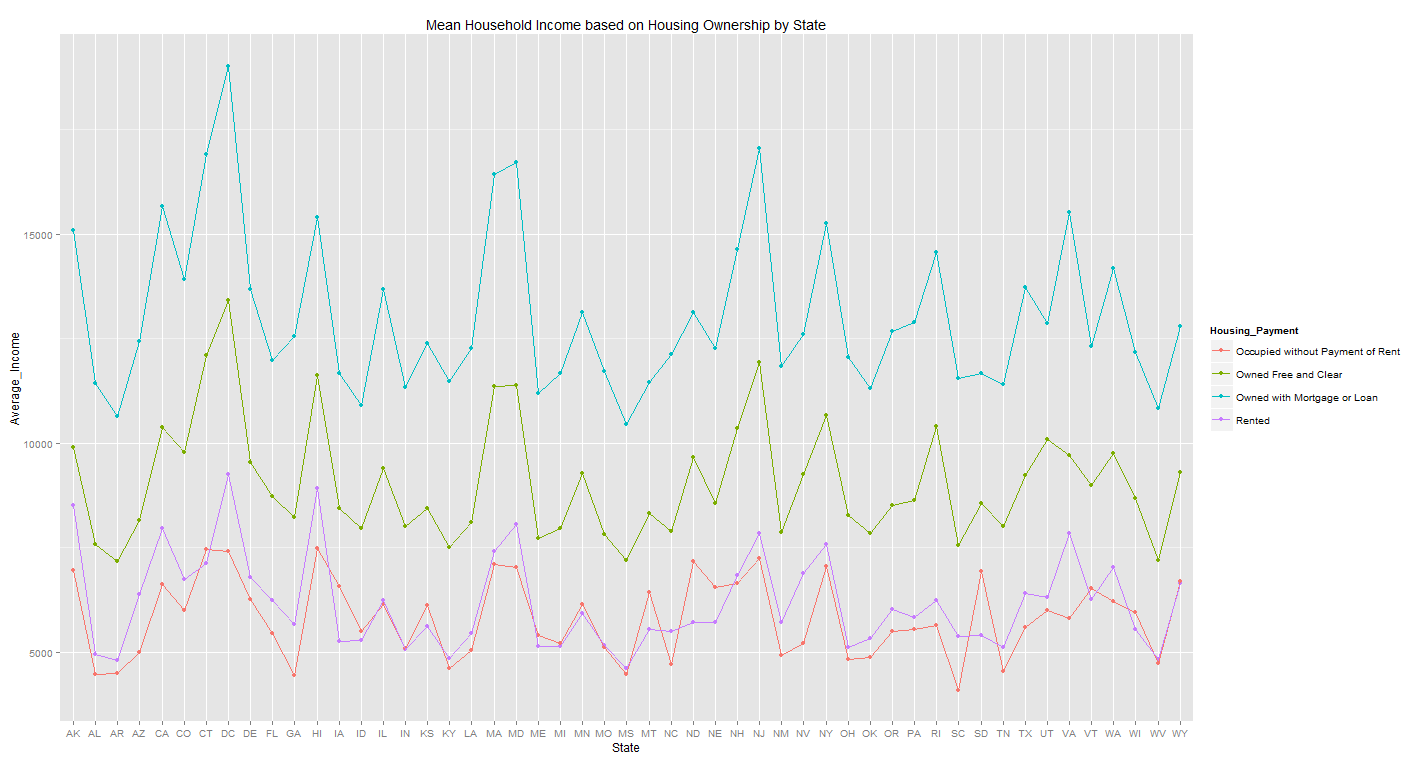 Mean Household Income based on Housing Ownership by State
Average_Income
15000
10000
5000
AK AL AR AZ CA CO CT DC DE FL GA HI IA ID IL IN KS KY LA MA MD ME MI MN MO MS MT NC ND NE NH NJ NM NV NY OH OK OR PA RI SC SD TN TX UT VA VT WA WI WV WY
State
Housing_Payment
Occupied without Payment of Rent
Owned Free and Clear
Owned with Mortgage or Loan
Rented